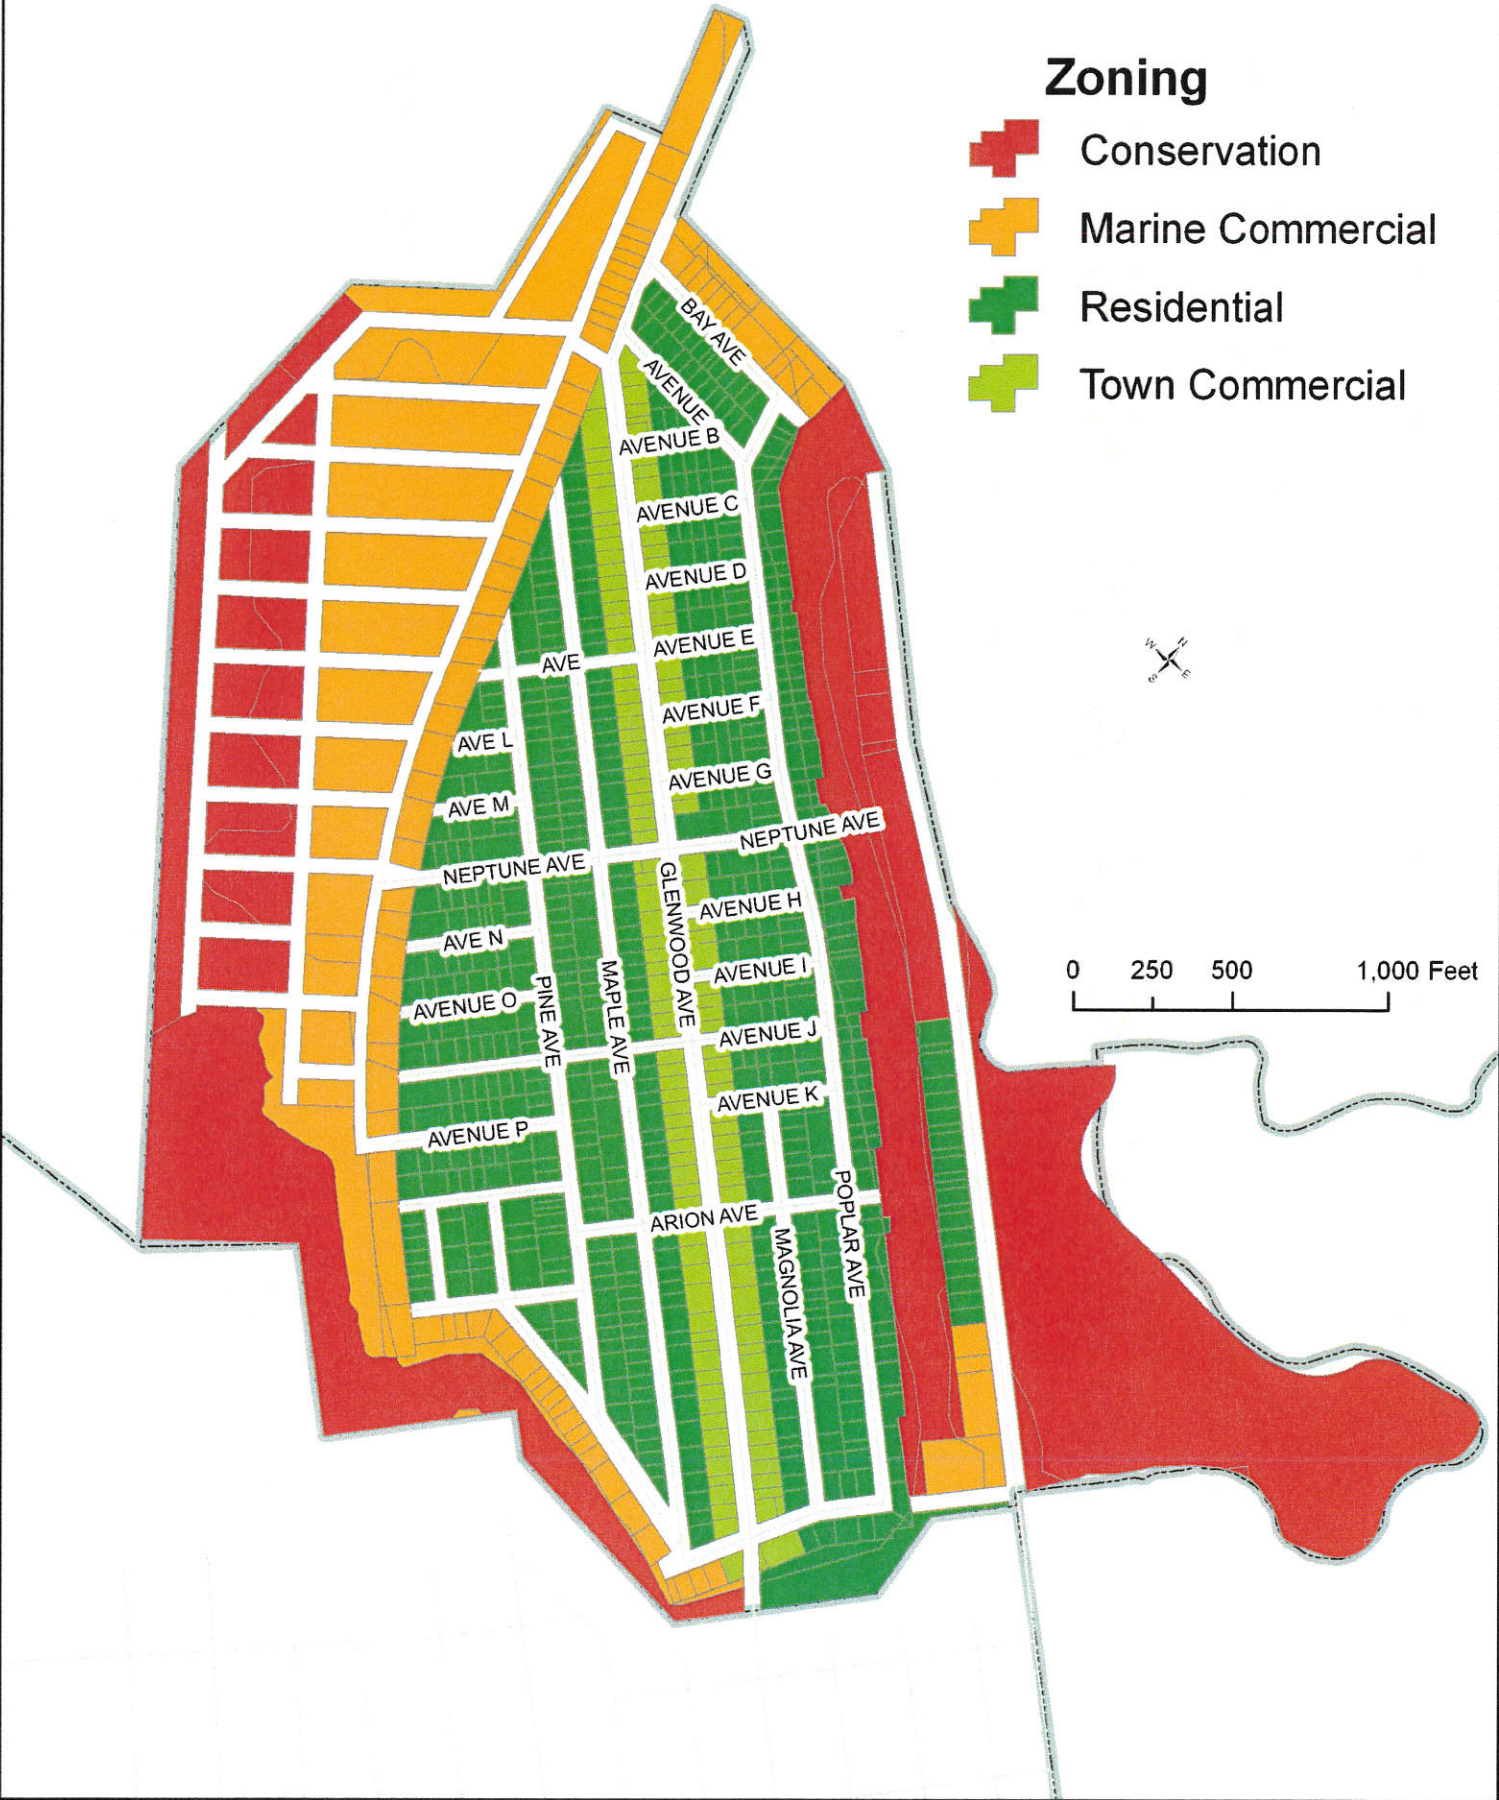 Zoning
Conservation
Marine Commercial
Residential
Town Commercial
BAY AVE
AVENUE
AVENUE B
AVENUE C
AVENUE D
AVENUE E
AVE
AVENUE F
AVE L
AVENUE G
AVE M
NEPTUNE AVE
NEPTUNE AVE
GLENWOOD AVE
AVENUE H
AVE N
AVENUE I
PINE AVE
MAPLE AVE
AVENUE O
AVENUE J
AVENUE K
AVENUE P
POPLAR AVE
ARION AVE
MAGNOLIA AVE
W N
S E
0 250 500 1,000 Feet